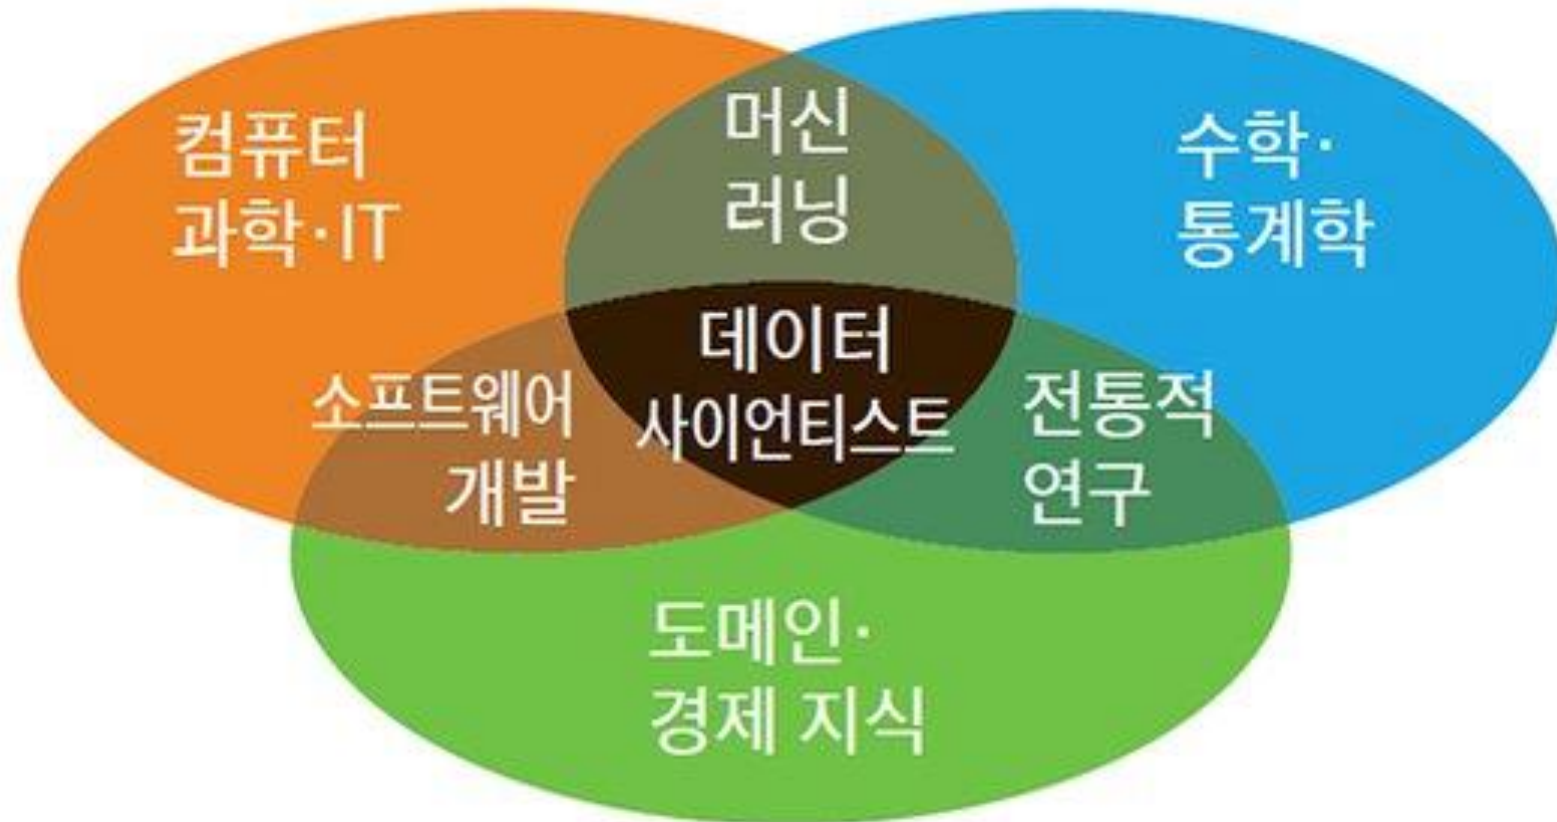 컴퓨터
과학·IT
머신
러닝
수학·
통계학
소프트웨어
개발
데이터
사이언티스트
전통적
연구
도메인·
경제 지식